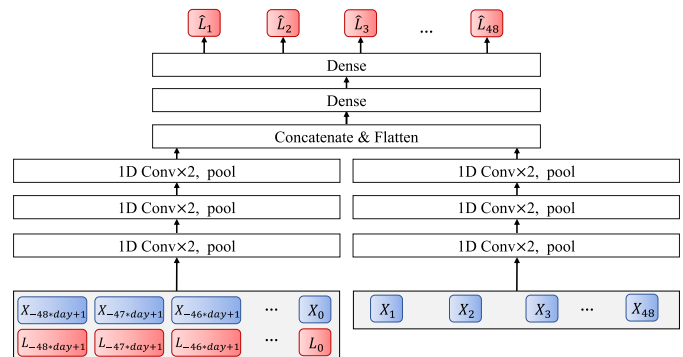 L̂₁ L̂₂ L̂₃ ... L̂₄₈
Dense
Dense
Concatenate & Flatten
1D Conv×2, pool 1D Conv×2, pool
1D Conv×2, pool 1D Conv×2, pool
1D Conv×2, pool 1D Conv×2, pool
X₋₄₈*day+1 X₋₄₇*day+1 X₋₄₆*day+1 ... X₀ X₁ X₂ X₃ ... X₄₈
L₋₄₈*day+1 L₋₄₇*day+1 L₋₄₆*day+1 ... L₀